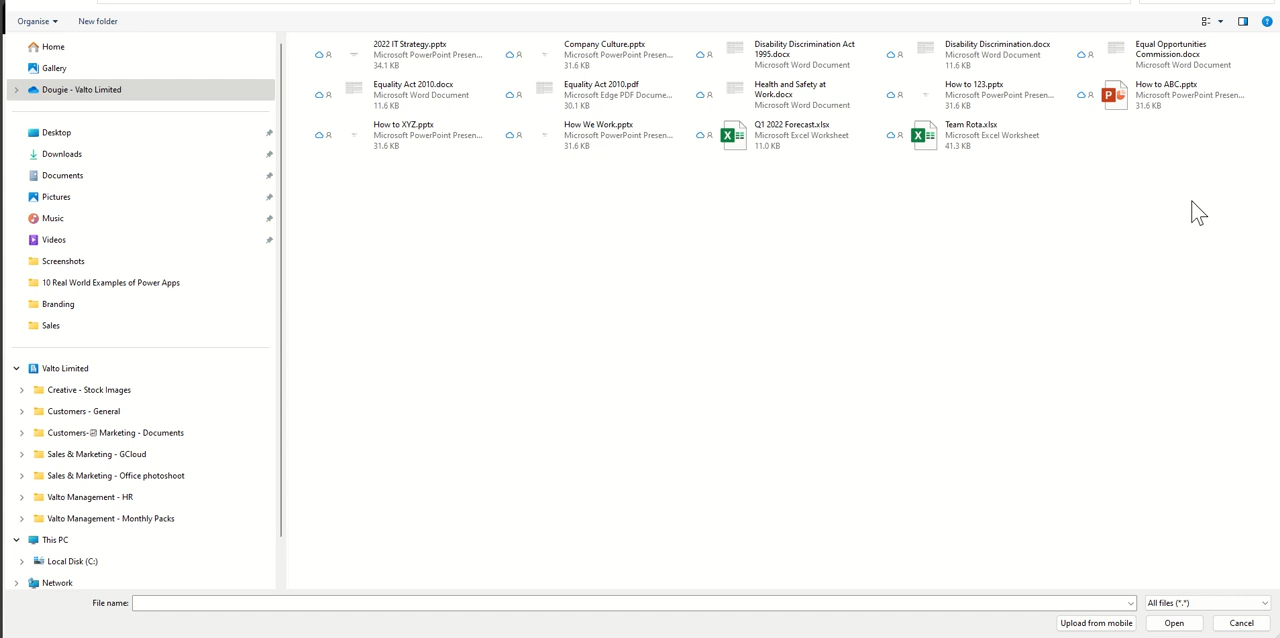 Organise
New folder
Home
Gallery
Dougie - Valto Limited
Desktop
Downloads
Documents
Pictures
Music
Videos
Screenshots
10 Real World Examples of Power Apps
Branding
Sales
Valto Limited
Creative - Stock Images
Customers - General
Customers- Marketing - Documents
Sales & Marketing - GCloud
Sales & Marketing - Office photoshoot
Valto Management - HR
Valto Management - Monthly Packs
This PC
Local Disk (C:)
Network
2022 IT Strategy.pptx
Microsoft PowerPoint Presen...
34.1 KB
Company Culture.pptx
Microsoft PowerPoint Presen...
31.6 KB
Disability Discrimination Act
1995.docx
Microsoft Word Document
Disability Discrimination.docx
Microsoft Word Document
11.6 KB
Equal Opportunities
Commission.docx
Microsoft Word Document
Equality Act 2010.docx
Microsoft Word Document
11.6 KB
Equality Act 2010.pdf
Microsoft Edge PDF Docume...
30.1 KB
Health and Safety at
Work.docx
Microsoft Word Document
How to 123.pptx
Microsoft PowerPoint Presen...
31.6 KB
How to ABC.pptx
Microsoft PowerPoint Presen...
31.6 KB
How to XYZ.pptx
Microsoft PowerPoint Presen...
31.6 KB
How We Work.pptx
Microsoft PowerPoint Presen...
31.6 KB
Q1 2022 Forecast.xlsx
Microsoft Excel Worksheet
11.0 KB
Team Rota.xlsx
Microsoft Excel Worksheet
41.3 KB
File name:
All files (*.*)
Upload from mobile
Open
Cancel